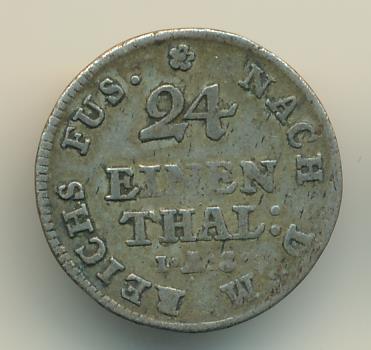 NACH D. W REICHS FUS.
24
EINEN
THAL: